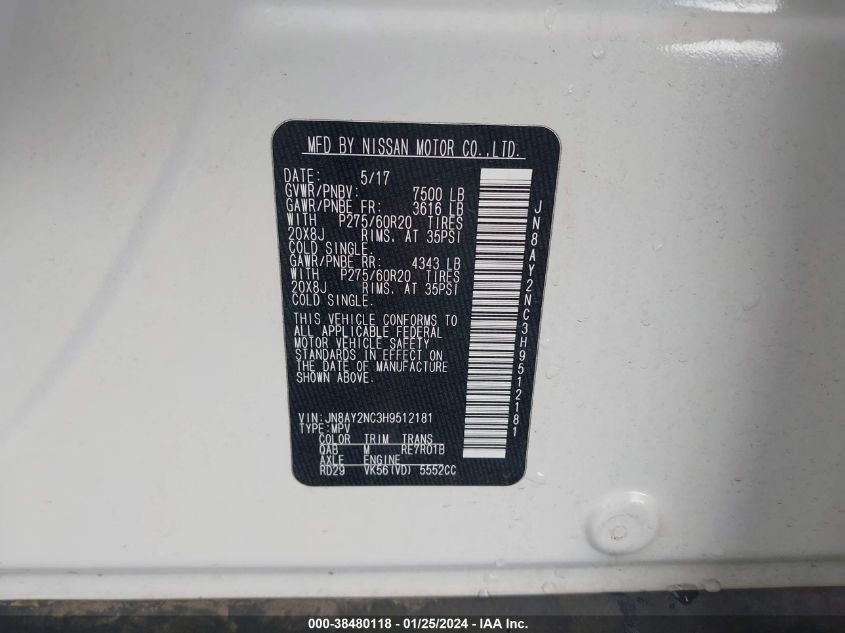 MFD BY NISSAN MOTOR CO.,LTD.
DATE: 5/17
GVWR/PNBV: 7500 LB
GAWR/PNBE FR: 3616 LB
WITH P275/60R20 TIRES
20X8J RIMS, AT 35PSI
COLD SINGLE.
GAWR/PNBE RR: 4343 LB
WITH P275/60R20 TIRES
20X8J RIMS, AT 35PSI
COLD SINGLE.
THIS VEHICLE CONFORMS TO
ALL APPLICABLE FEDERAL
MOTOR VEHICLE SAFETY
STANDARDS IN EFFECT ON
THE DATE OF MANUFACTURE
SHOWN ABOVE.
VIN:JN8AY2NC3H9512181
TYPE:MPV
COLOR TRIM TRANS
QAB M RE7R01B
AXLE ENGINE
RD29 VK56(VD) 5552CC
JN8AY2NC3H9512181
000-38480118 - 01/25/2024 - IAA Inc.